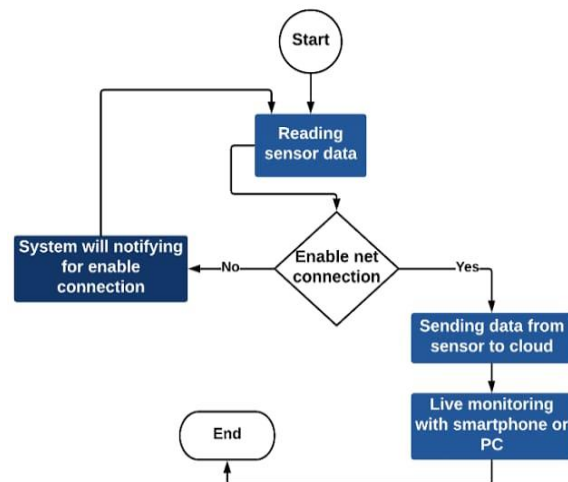 Start
Reading
sensor data
Enable net
connection
No
Yes
System will notifying
for enable
connection
Sending data from
sensor to cloud
Live monitoring
with smartphone or
PC
End